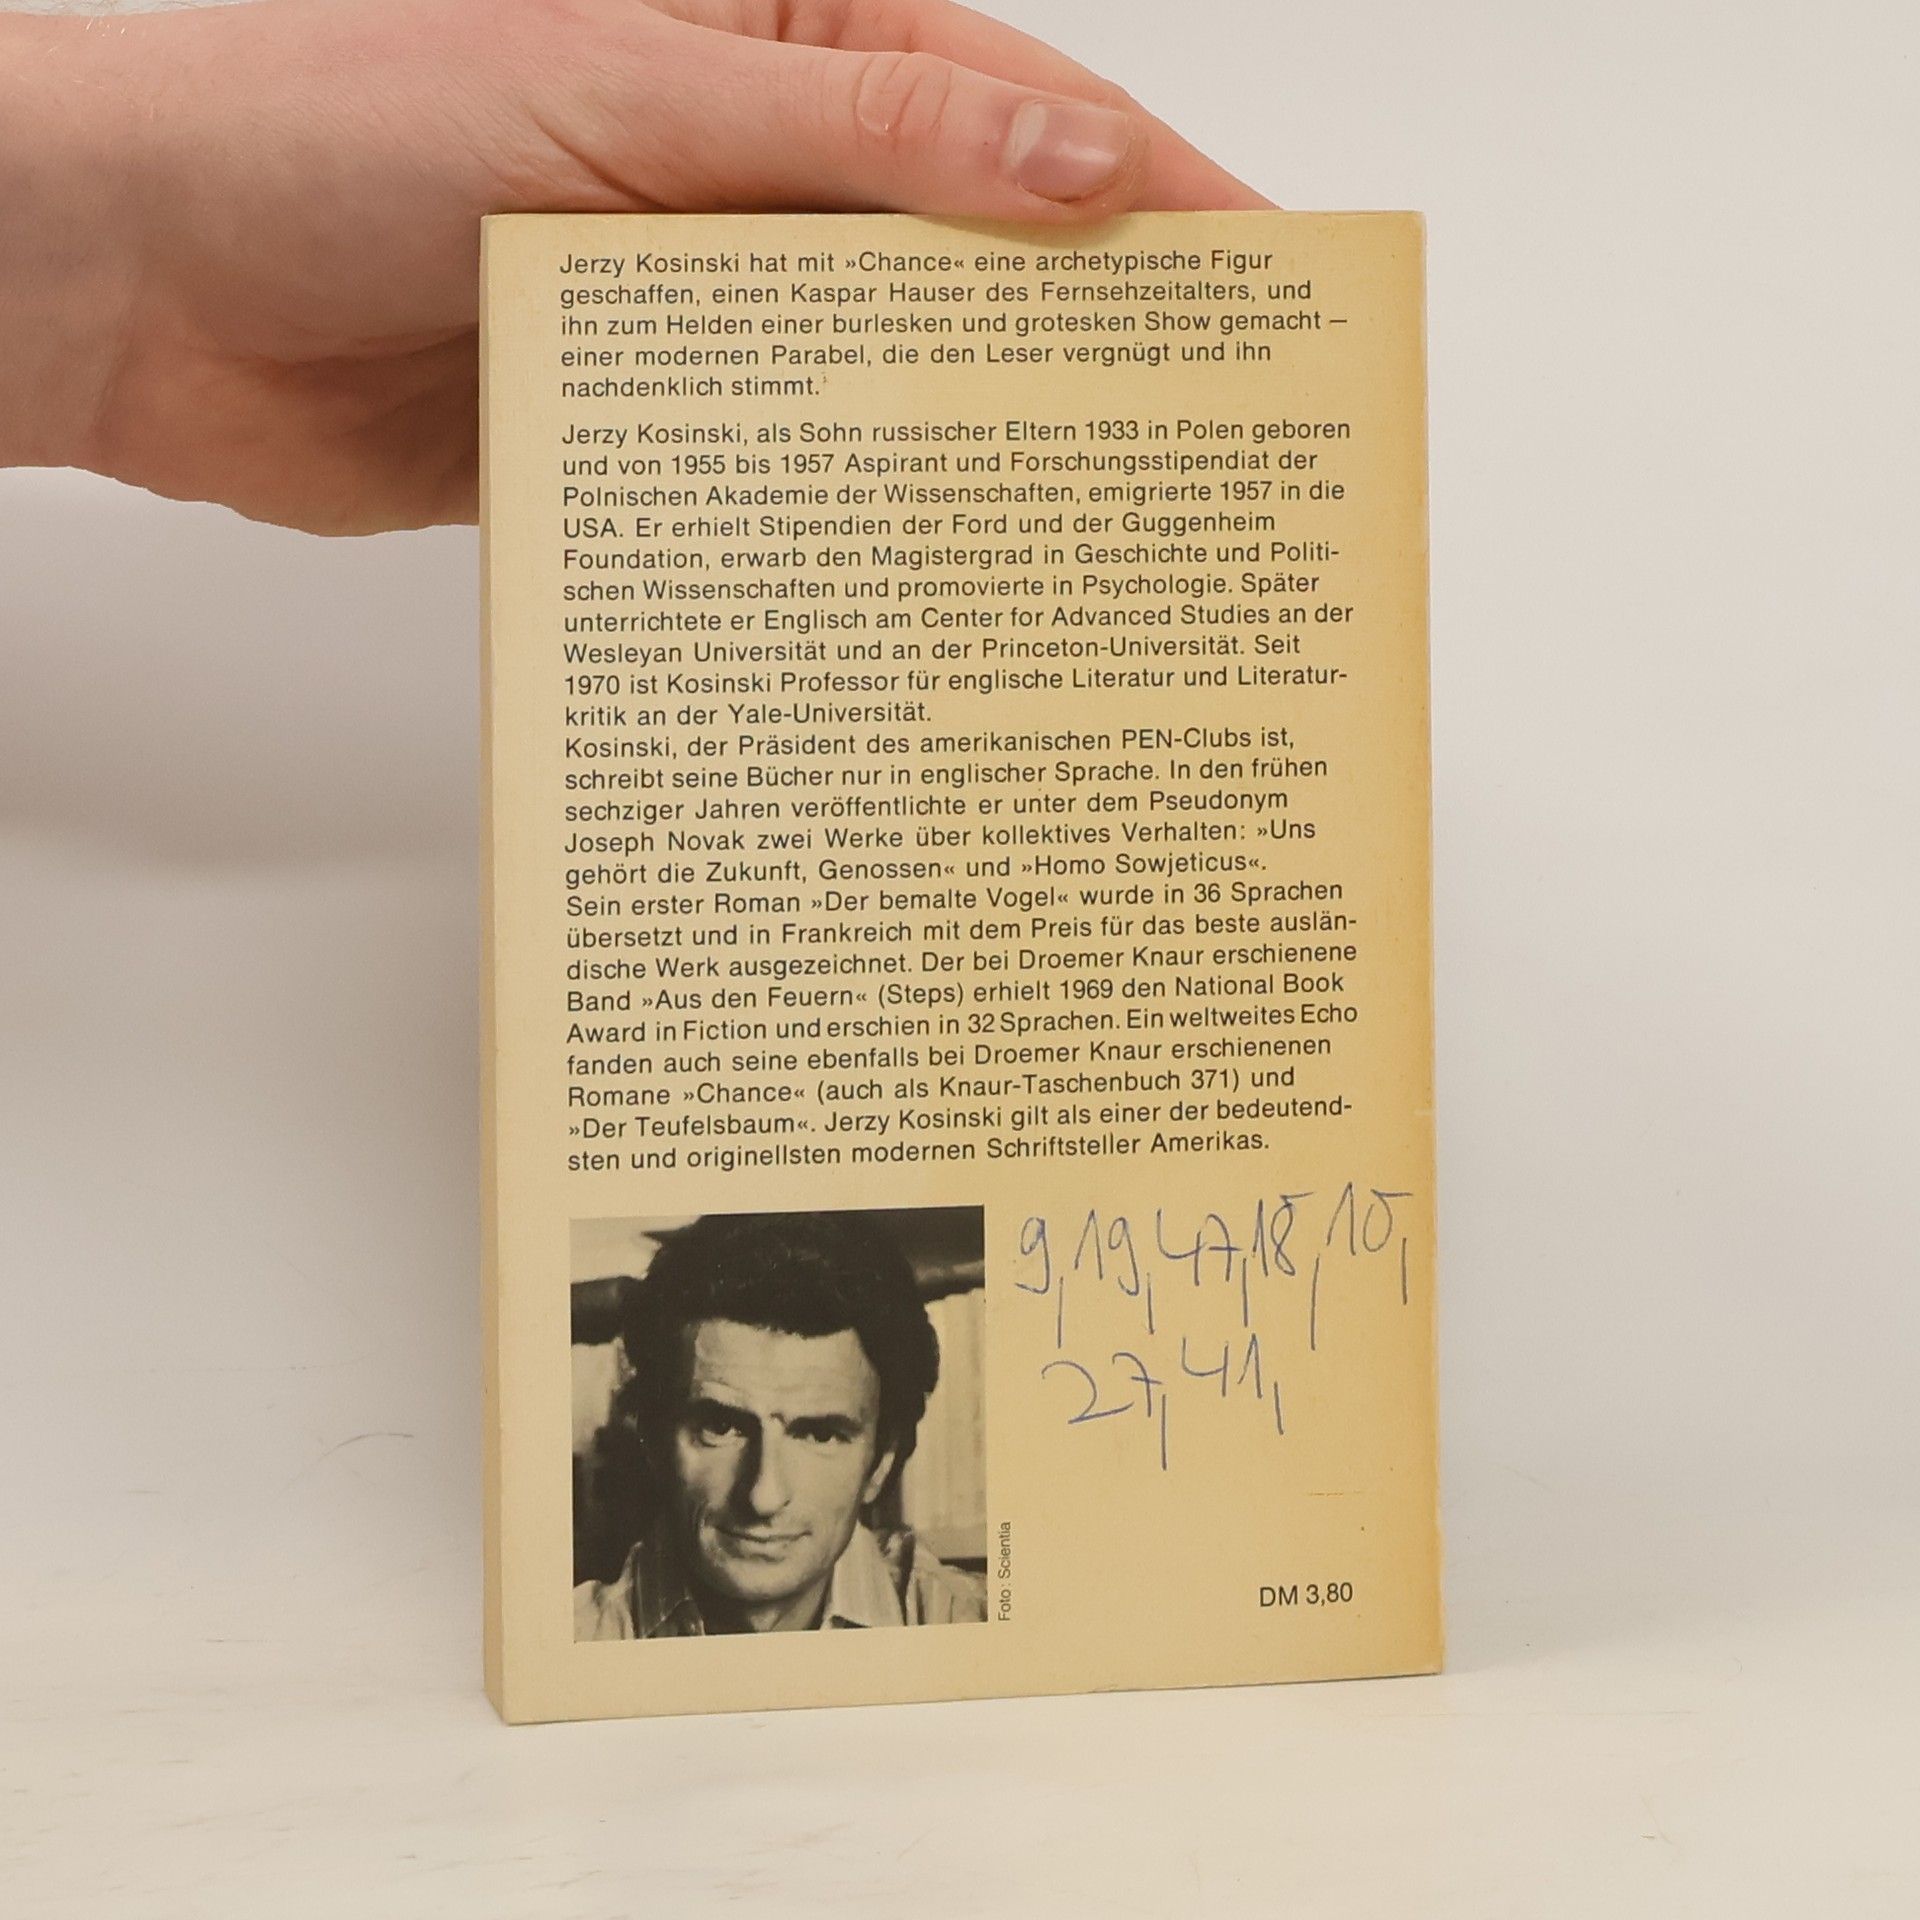 Jerzy Kosinski hat mit »Chance« eine archetypische Figur
geschaffen, einen Kaspar Hauser des Fernsehzeitalters, und
ihn zum Helden einer burlesken und grotesken Show gemacht –
einer modernen Parabel, die den Leser vergnügt und ihn
nachdenklich stimmt.
Jerzy Kosinski, als Sohn russischer Eltern 1933 in Polen geboren
und von 1955 bis 1957 Aspirant und Forschungsstipendiat der
Polnischen Akademie der Wissenschaften, emigrierte 1957 in die
USA. Er erhielt Stipendien der Ford und der Guggenheim
Foundation, erwarb den Magistergrad in Geschichte und Politi-
schen Wissenschaften und promovierte in Psychologie. Später
unterrichtete er Englisch am Center for Advanced Studies an der
Wesleyan Universität und an der Princeton-Universität. Seit
1970 ist Kosinski Professor für englische Literatur und Literatur-
kritik an der Yale-Universität.
Kosinski, der Präsident des amerikanischen PEN-Clubs ist,
schreibt seine Bücher nur in englischer Sprache. In den frühen
sechziger Jahren veröffentlichte er unter dem Pseudonym
Joseph Novak zwei Werke über kollektives Verhalten: »Uns
gehört die Zukunft, Genossen« und »Homo Sowjeticus«.
Sein erster Roman »Der bemalte Vogel« wurde in 36 Sprachen
übersetzt und in Frankreich mit dem Preis für das beste auslän-
dische Werk ausgezeichnet. Der bei Droemer Knaur erschienene
Band »Aus den Feuern« (Steps) erhielt 1969 den National Book
Award in Fiction und erschien in 32 Sprachen. Ein weltweites Echo
fanden auch seine ebenfalls bei Droemer Knaur erschienenen
Romane »Chance« (auch als Knaur-Taschenbuch 371) und
»Der Teufelsbaum«. Jerzy Kosinski gilt als einer der bedeutend-
sten und originellsten modernen Schriftsteller Amerikas.
9, 19, 47, 18, 10,
27, 41,
Foto: Scientia
DM 3,80